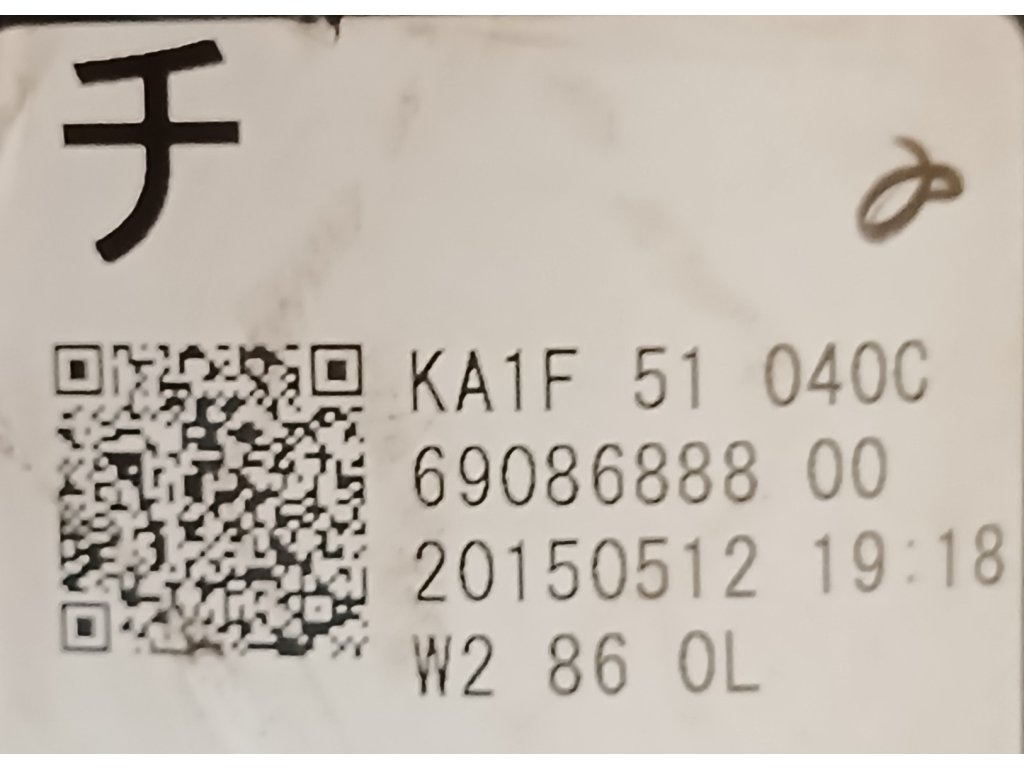 チ
KA1F 51 040C
69086888 00
20150512 19:18
W2 86 0L